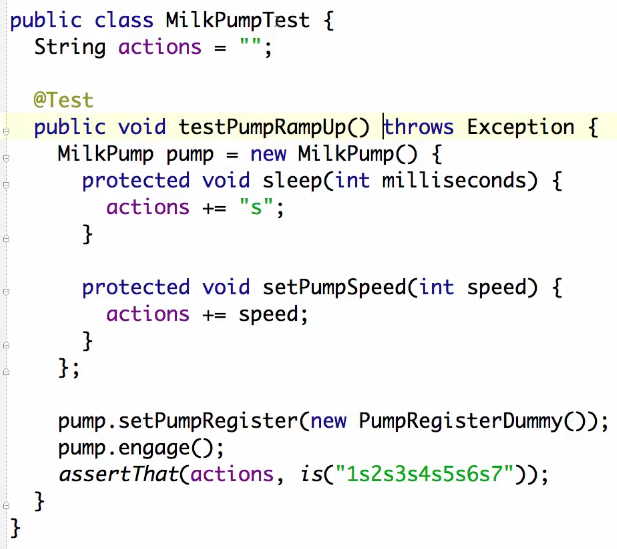 public class MilkPumpTest {
  String actions = "";

  @Test
  public void testPumpRampUp() throws Exception {
    MilkPump pump = new MilkPump() {
      protected void sleep(int milliseconds) {
        actions += "s";
      }

      protected void setPumpSpeed(int speed) {
        actions += speed;
      }
    };

    pump.setPumpRegister(new PumpRegisterDummy());
    pump.engage();
    assertThat(actions, is("1s2s3s4s5s6s7"));
  }
}